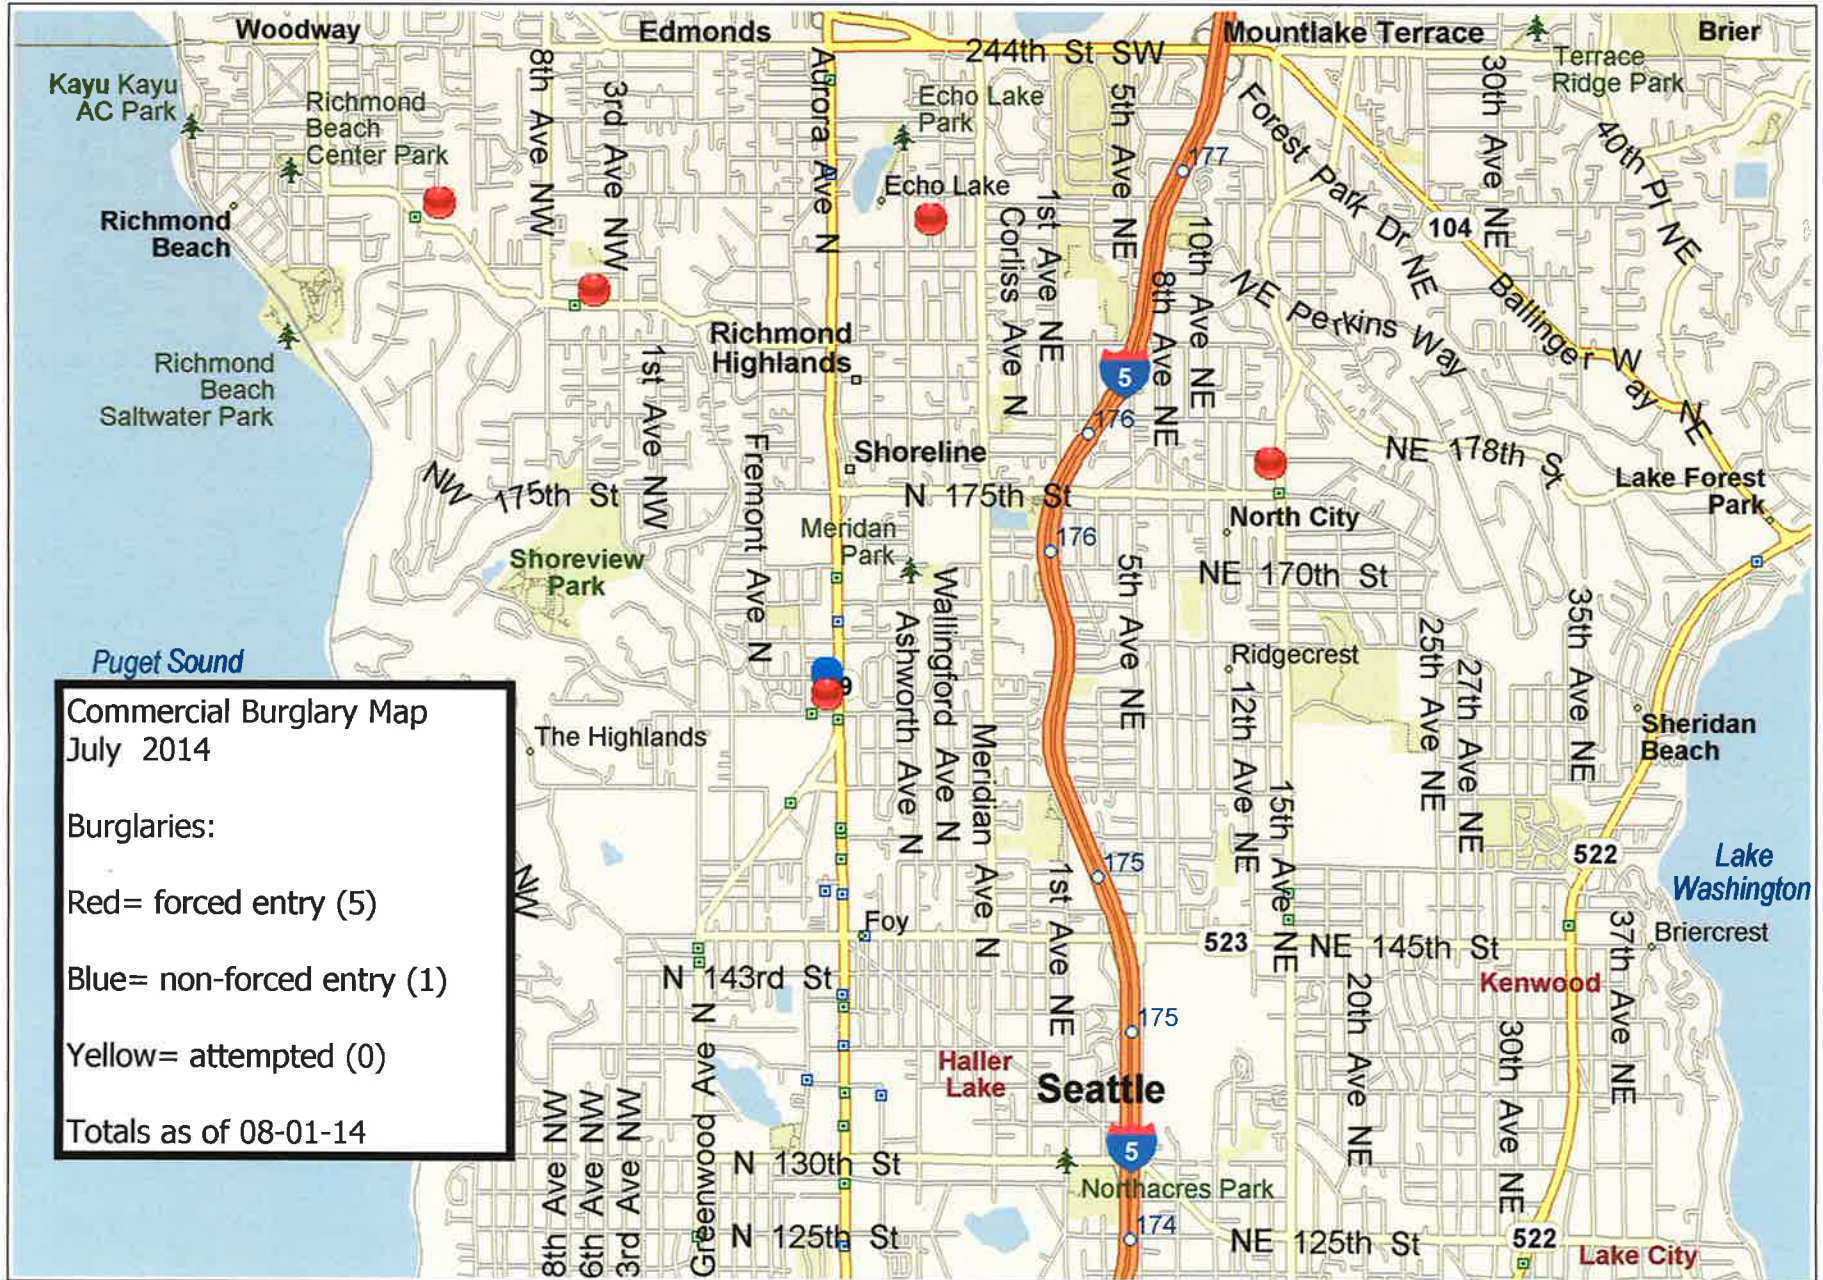 Woodway
Edmonds
244th St SW
Mountlake Terrace
Brier
Terrace
Ridge Park
Kayu Kayu
AC Park
Richmond
Beach
Center Park
8th Ave NW
3rd Ave NW
Aurora Ave N
Echo Lake
Park
5th Ave NE
177
Forest Park Dr NE
30th Ave NE
40th Pl NE
Echo Lake
104
Richmond
Beach
Corliss Ave N
1st Ave NE
8th Ave NE
10th Ave NE
NE Perkins Way
Ballinger Way NE
Richmond
Highlands
Richmond
Beach
Saltwater Park
1st Ave NW
5
176
Fremont Ave N
Shoreline
NE 178th St
Lake Forest
Park
NW 175th St
N 175th St
North City
Meridan
Park
176
Shoreview
Park
NE 170th St
Wallingford Ave N
Ashworth Ave N
5th Ave NE
35th Ave NE
25th Ave NE
27th Ave NE
Ridgecrest
12th Ave NE
Puget Sound
9
Sheridan
Beach
The Highlands
Meridian Ave N
15th Ave NE
Commercial Burglary Map
July 2014
Burglaries:
Red= forced entry (5)
Blue= non-forced entry (1)
Yellow= attempted (0)
Totals as of 08-01-14
NW
175
522
Lake
Washington
1st Ave NE
Foy
523
NE 145th St
Briercrest
37th Ave NE
N 143rd St
Kenwood
20th Ave NE
175
30th Ave NE
Haller
Lake
Seattle
Greenwood Ave N
8th Ave NW
6th Ave NW
3rd Ave NW
5
N 130th St
Northacres Park
174
N 125th St
NE 125th St
522
Lake City